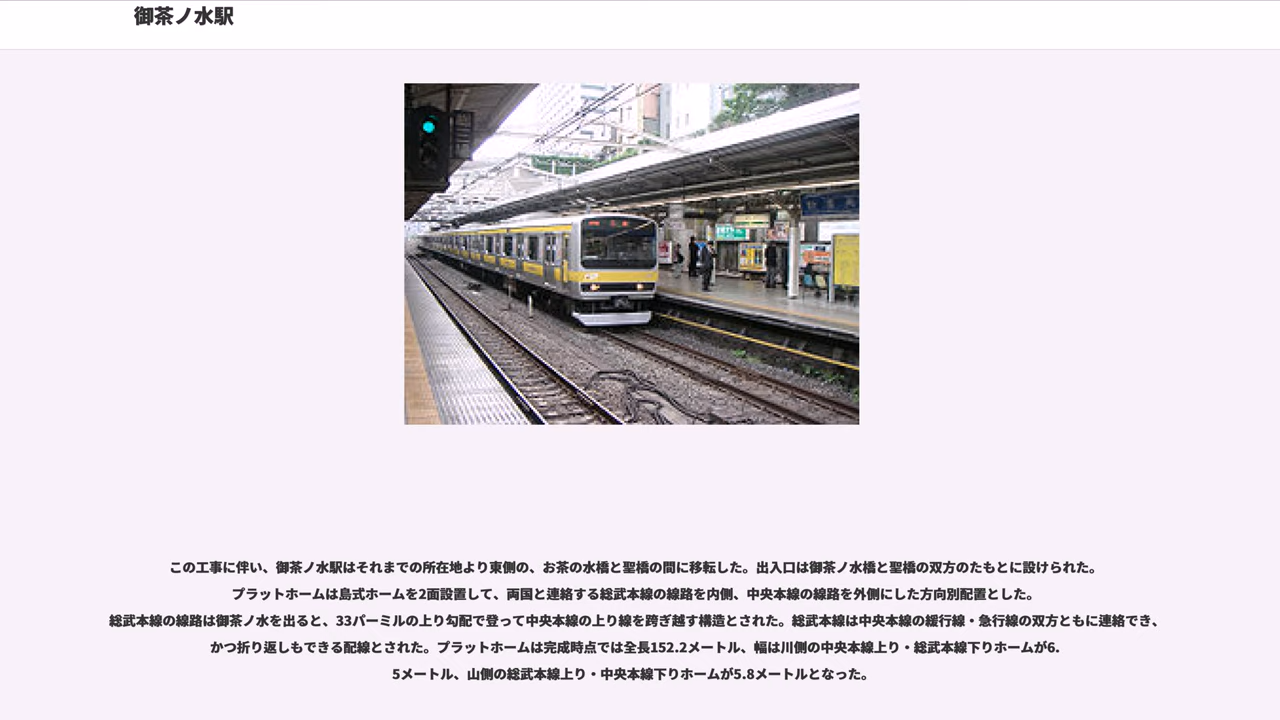 御茶ノ水駅
この工事に伴い、御茶ノ水駅はそれまでの所在地より東側の、お茶の水橋と聖橋の間に移転した。出入口は御茶ノ水橋と聖橋の双方のたもとに設けられた。
プラットホームは島式ホームを2面設置して、両国と連絡する総武本線の線路を内側、中央本線の線路を外側にした方向別配置とした。
総武本線の線路は御茶ノ水を出ると、33パーミルの上り勾配で登って中央本線の上り線を跨ぎ越す構造とされた。総武本線は中央本線の緩行線・急行線の双方ともに連絡でき、
かつ折り返しもできる配線とされた。プラットホームは完成時点では全長152.2メートル、幅は川側の中央本線上り・総武本線下りホームが6.
5メートル、山側の総武本線上り・中央本線下りホームが5.8メートルとなった。